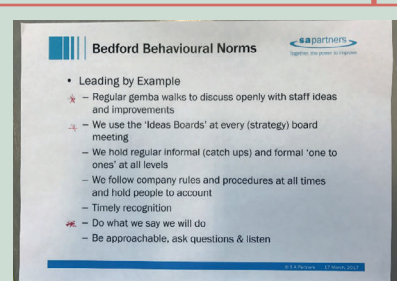 Bedford Behavioural Norms
sapartners
Together, the power to improve
• Leading by Example
– Regular gemba walks to discuss openly with staff ideas
and improvements
– We use the 'Ideas Boards' at every (strategy) board
meeting
– We hold regular informal (catch ups) and formal 'one to
ones' at all levels
– We follow company rules and procedures at all times
and hold people to account
– Timely recognition
– Do what we say we will do
– Be approachable, ask questions & listen
S A Partners 27 March, 2017